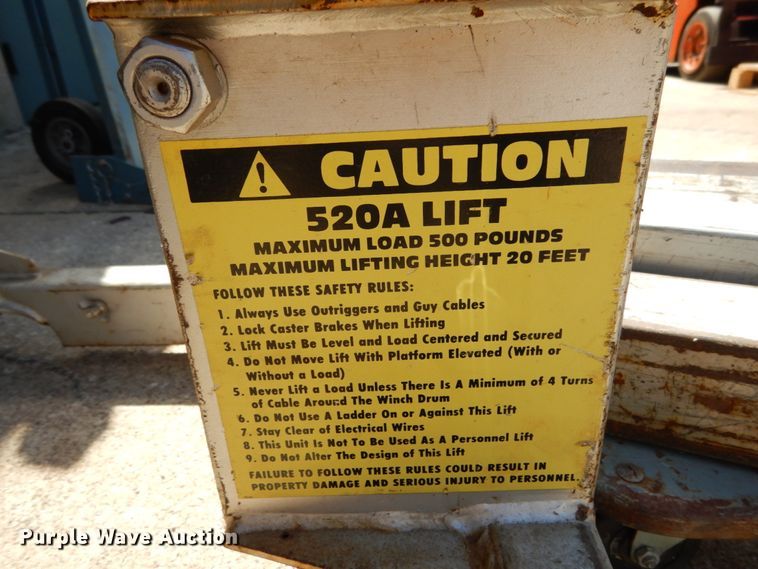 CAUTION
520A LIFT
MAXIMUM LOAD 500 POUNDS
MAXIMUM LIFTING HEIGHT 20 FEET
FOLLOW THESE SAFETY RULES:
1. Always Use Outriggers and Guy Cables
2. Lock Caster Brakes When Lifting
3. Lift Must Be Level and Load Centered and Secured
4. Do Not Move Lift With Platform Elevated (With or
Without a Load)
5. Never Lift a Load Unless There Is A Minimum of 4 Turns
of Cable Around The Winch Drum
6. Do Not Use A Ladder On or Against This Lift
7. Stay Clear of Electrical Wires
8. This Unit Is Not To Be Used As A Personnel Lift
9. Do Not Alter The Design of This Lift
FAILURE TO FOLLOW THESE RULES COULD RESULT IN
PROPERTY DAMAGE AND SERIOUS INJURY TO PERSONNEL.
Purple Wave Auction